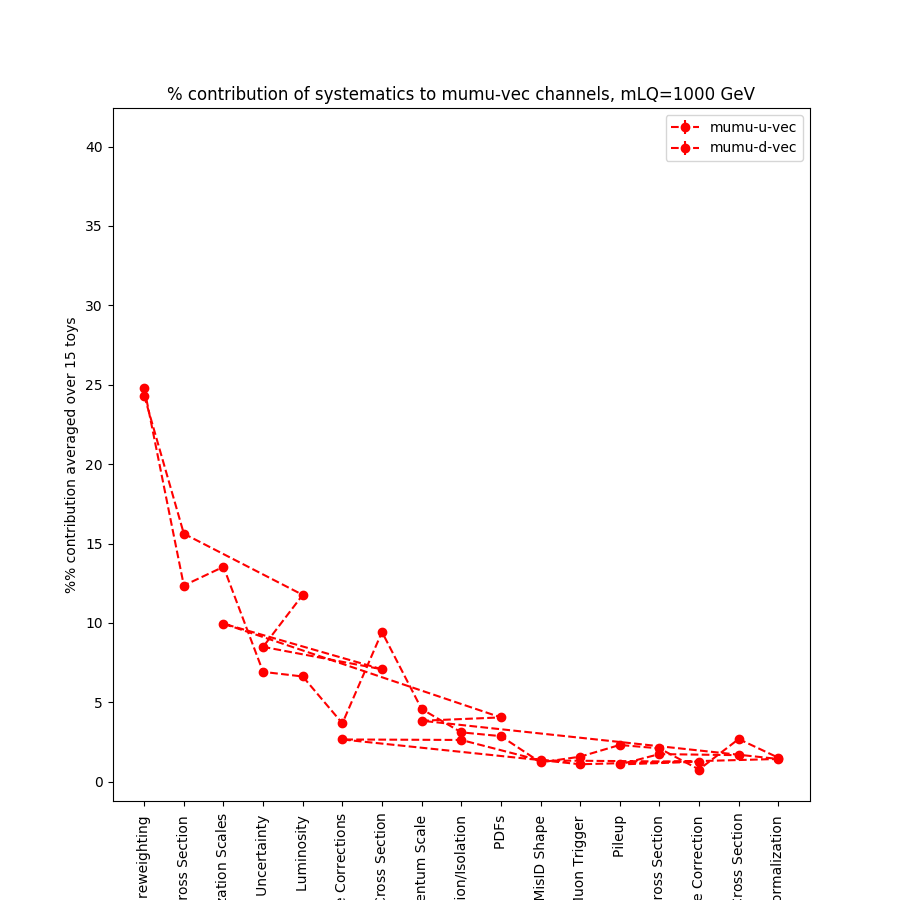 % contribution of systematics to mumu-vec channels, mLQ=1000 GeV
mumu-u-vec
mumu-d-vec
%% contribution averaged over 15 toys
40
35
30
25
20
15
10
5
0
reweighting
ross Section
zation Scales
Uncertainty
Luminosity
e Corrections
Cross Section
entum Scale
ion/Isolation
PDFs
MisID Shape
uon Trigger
Pileup
ross Section
e Correction
Cross Section
ormalization